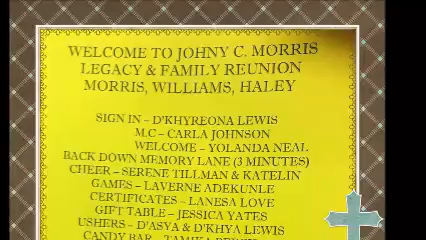 WELCOME TO JOHNY C. MORRIS
LEGACY & FAMILY REUNION
MORRIS, WILLIAMS, HALEY
SIGN IN – D'KHYREONA LEWIS
M.C – CARLA JOHNSON
WELCOME – YOLANDA NEAL
BACK DOWN MEMORY LANE (3 MINUTES)
CHEER – SERENE TILLMAN & KATELIN
GAMES – LAVERNE ADEKUNLE
CERTIFICATES – LANESA LOVE
GIFT TABLE – JESSICA YATES
USHERS – D'ASYA & D'KHYA LEWIS
CANDY BAR – TAMIKA